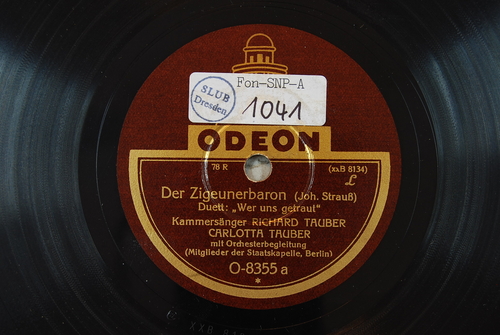 Fon-SNP-A
SLUB
Dresden
1041
ODEON
78 R
(xxB 8134)
L
Der Zigeunerbaron (Joh. Strauß)
Duett: „Wer uns getraut"
Kammersänger RICHARD TAUBER
CARLOTTA TAUBER
mit Orchesterbegleitung
(Mitglieder der Staatskapelle, Berlin)
O-8355 a
*